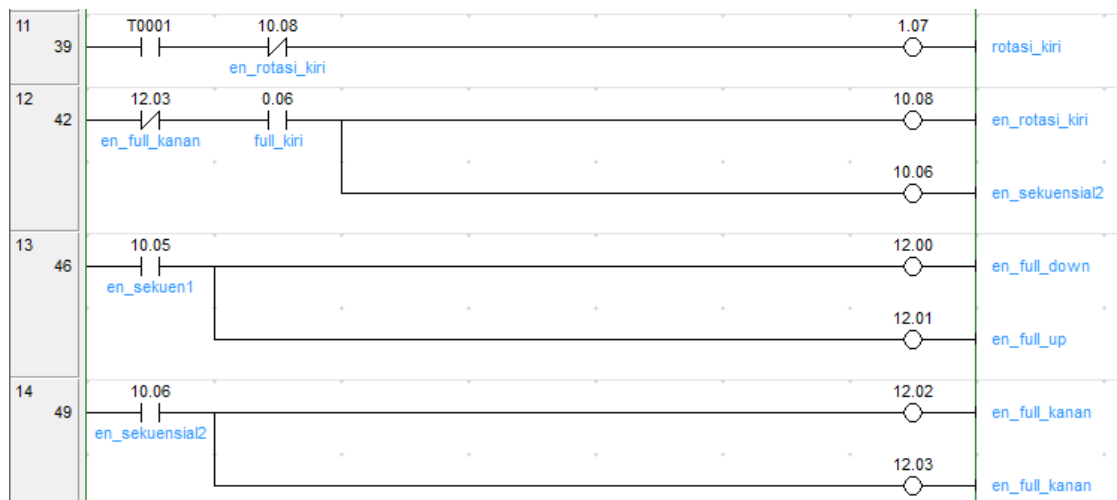 11 T0001 10.08 1.07
39 rotasi_kiri
en_rotasi_kiri
12 12.03 0.06 10.08
42 en_rotasi_kiri
en_full_kanan full_kiri
10.06
en_sekuensial2
13 10.05 12.00
46 en_full_down
en_sekuen1
12.01
en_full_up
14 10.06 12.02
49 en_full_kanan
en_sekuensial2
12.03
en_full_kanan